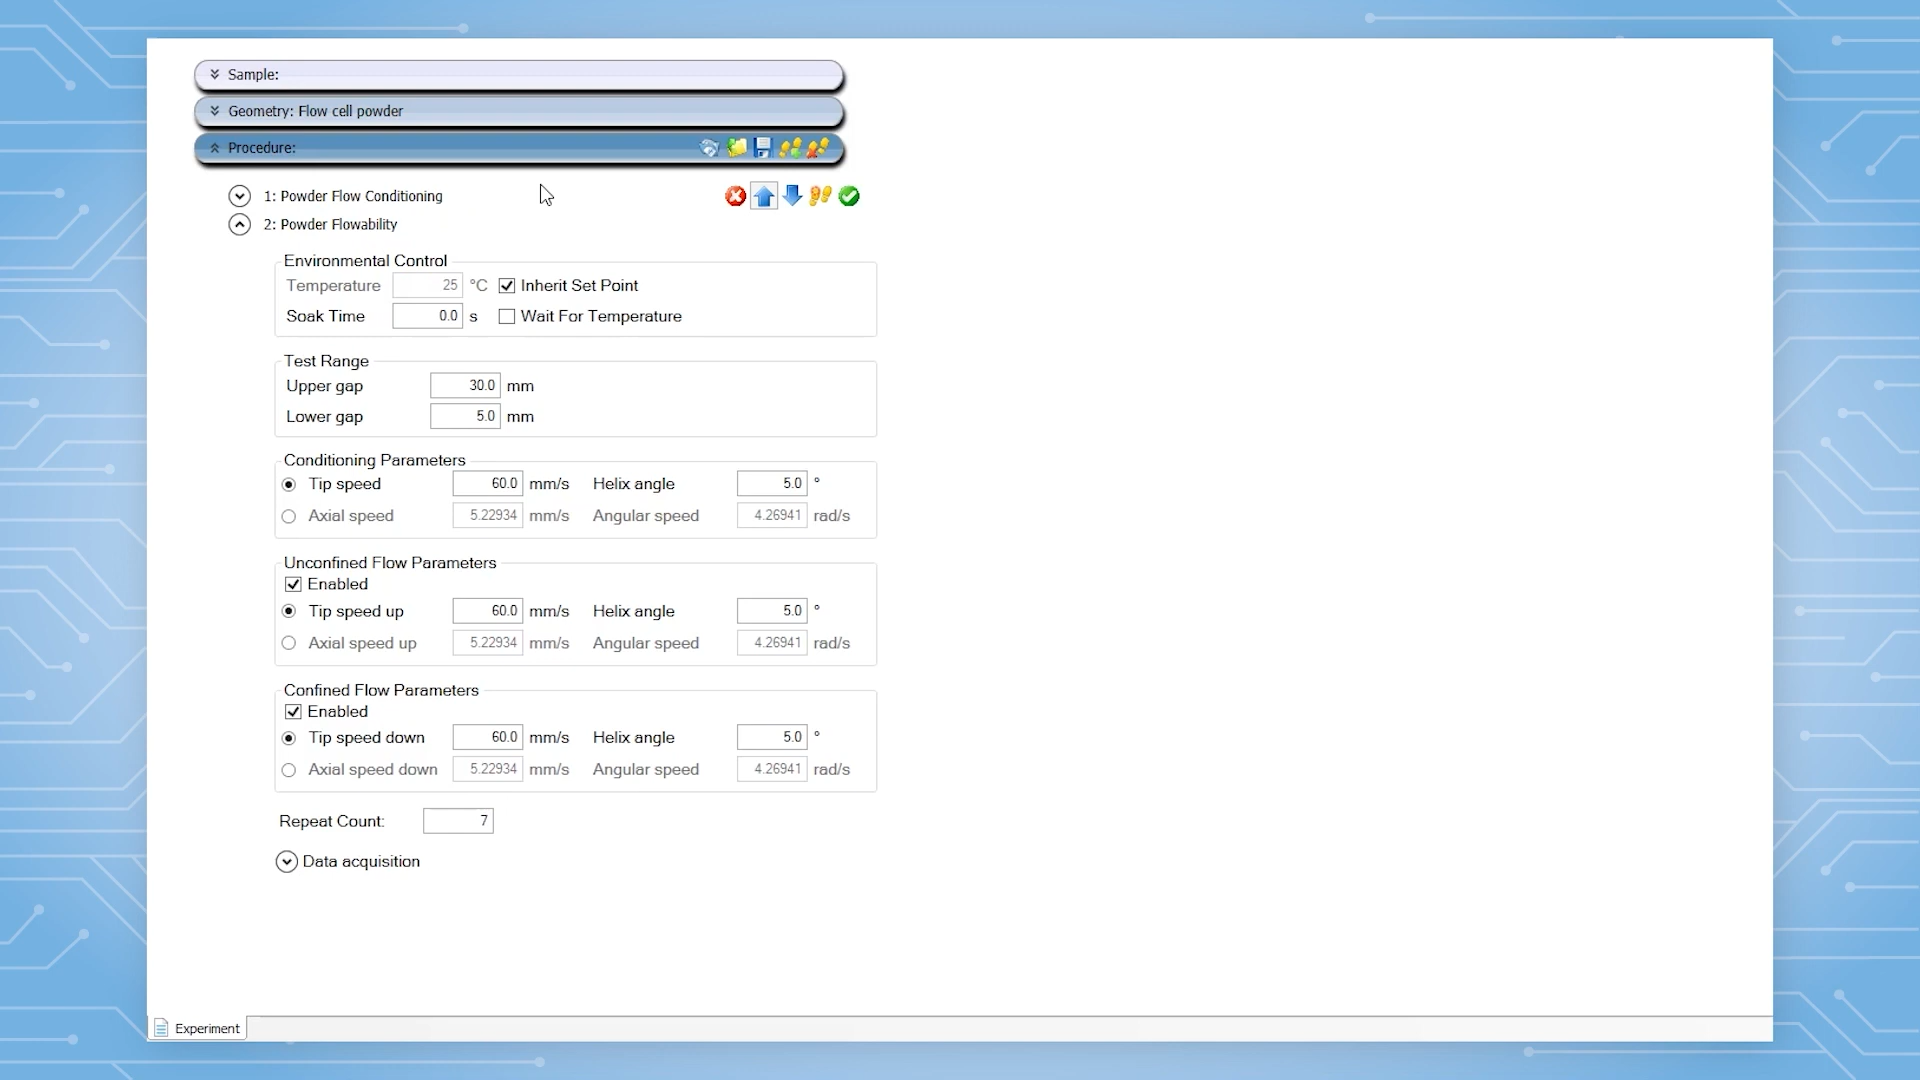 Sample:
Geometry: Flow cell powder
Procedure:
1: Powder Flow Conditioning
2: Powder Flowability
Environmental Control
Temperature 25 °C Inherit Set Point
Soak Time 0.0 s Wait For Temperature
Test Range
Upper gap 30.0 mm
Lower gap 5.0 mm
Conditioning Parameters
Tip speed 60.0 mm/s Helix angle 5.0 °
Axial speed 5.22934 mm/s Angular speed 4.26941 rad/s
Unconfined Flow Parameters
Enabled
Tip speed up 60.0 mm/s Helix angle 5.0 °
Axial speed up 5.22934 mm/s Angular speed 4.26941 rad/s
Confined Flow Parameters
Enabled
Tip speed down 60.0 mm/s Helix angle 5.0 °
Axial speed down 5.22934 mm/s Angular speed 4.26941 rad/s
Repeat Count: 7
Data acquisition
Experiment